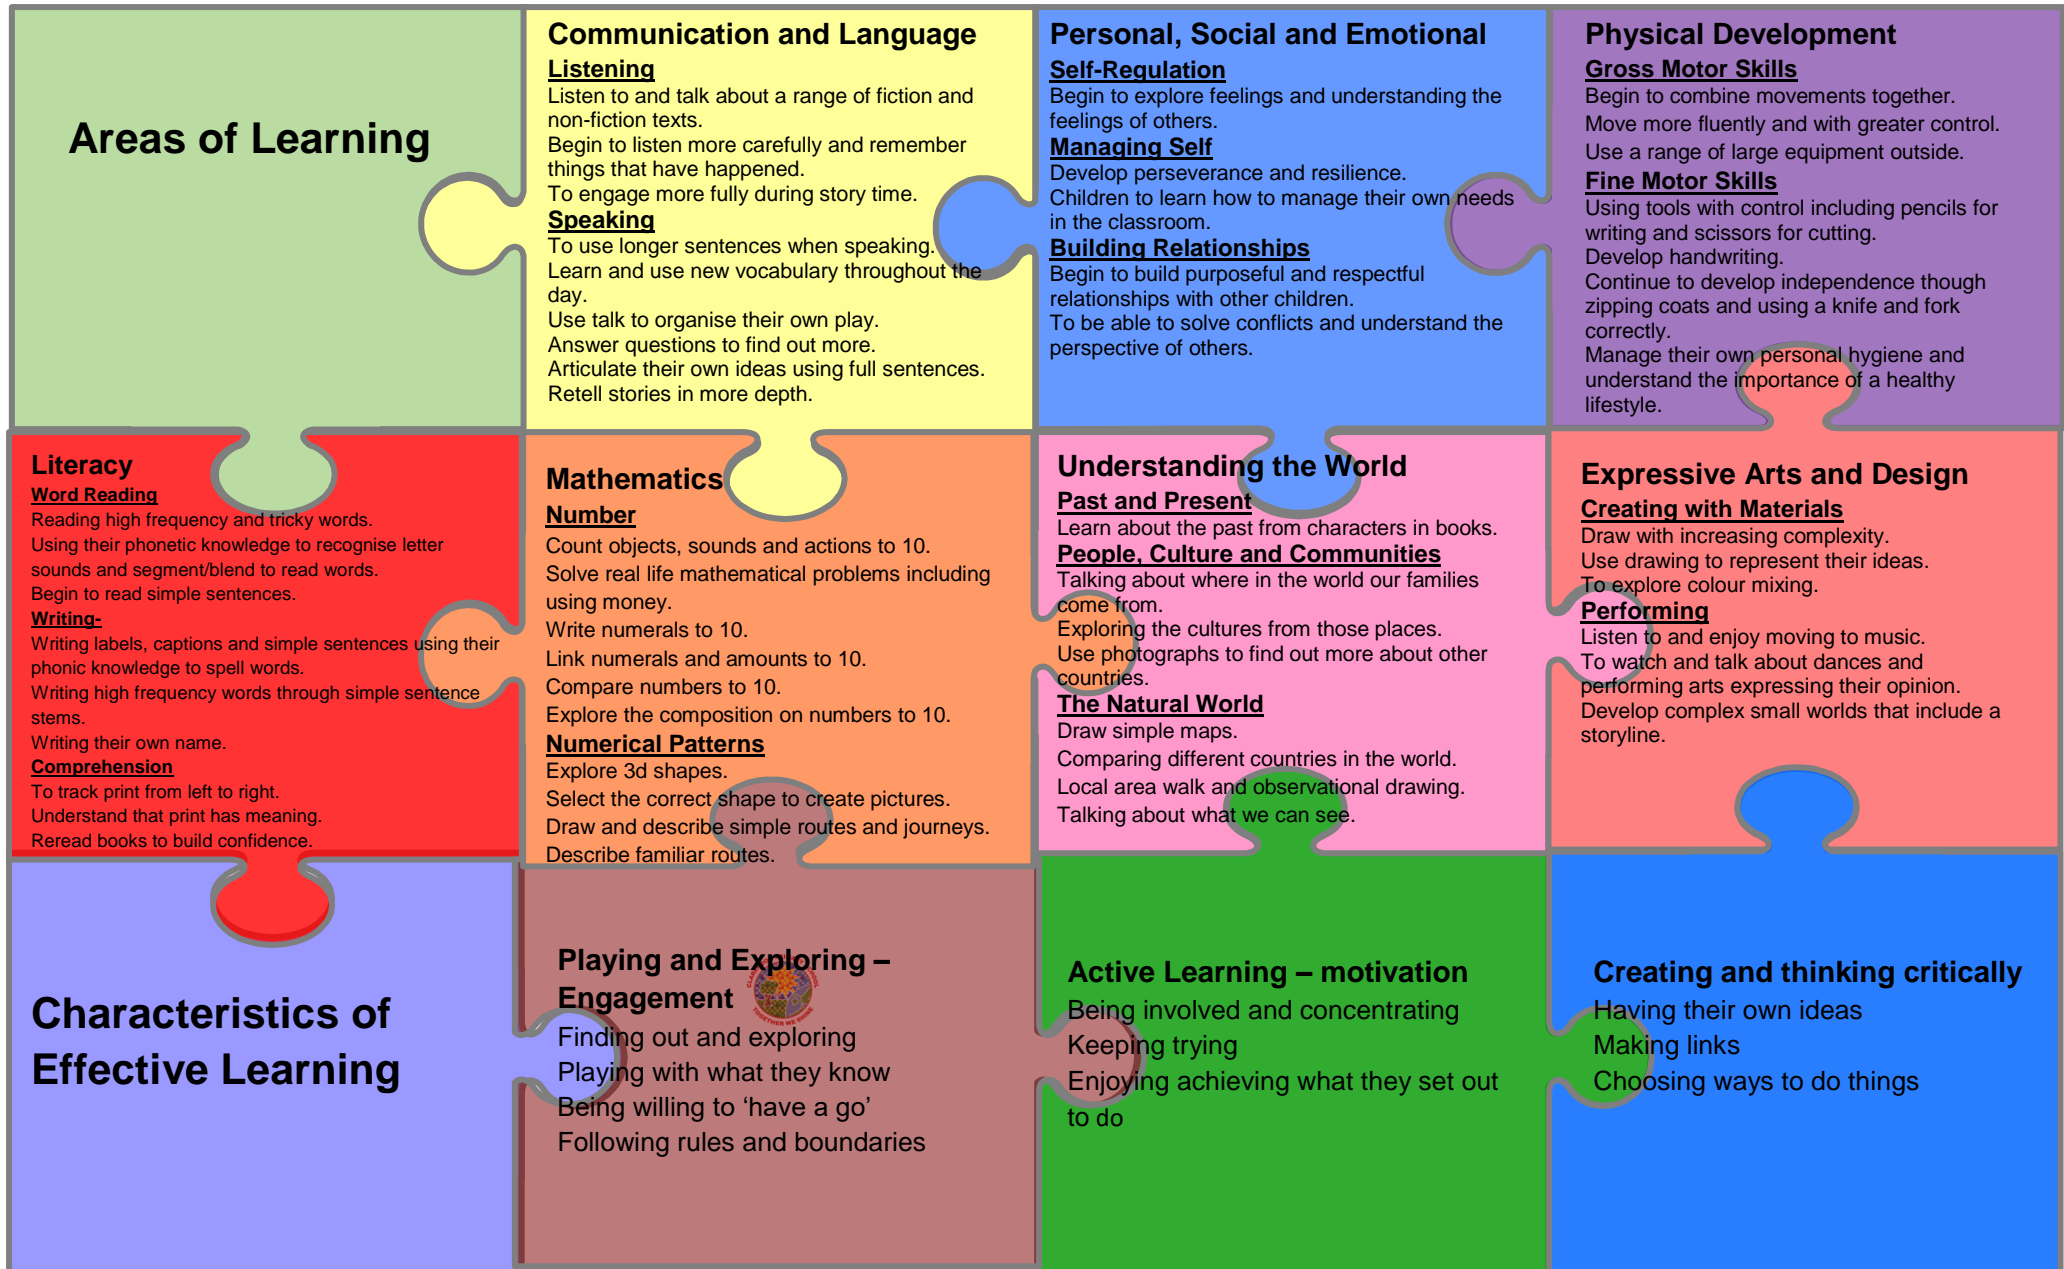 Areas of Learning
Communication and Language
Listening
Listen to and talk about a range of fiction and
non-fiction texts.
Begin to listen more carefully and remember
things that have happened.
To engage more fully during story time.
Speaking
To use longer sentences when speaking.
Learn and use new vocabulary throughout the
day.
Use talk to organise their own play.
Answer questions to find out more.
Articulate their own ideas using full sentences.
Retell stories in more depth.
Personal, Social and Emotional
Self-Regulation
Begin to explore feelings and understanding the
feelings of others.
Managing Self
Develop perseverance and resilience.
Children to learn how to manage their own needs
in the classroom.
Building Relationships
Begin to build purposeful and respectful
relationships with other children.
To be able to solve conflicts and understand the
perspective of others.
Physical Development
Gross Motor Skills
Begin to combine movements together.
Move more fluently and with greater control.
Use a range of large equipment outside.
Fine Motor Skills
Using tools with control including pencils for
writing and scissors for cutting.
Develop handwriting.
Continue to develop independence though
zipping coats and using a knife and fork
correctly.
Manage their own personal hygiene and
understand the importance of a healthy
lifestyle.
Literacy
Word Reading
Reading high frequency and tricky words.
Using their phonetic knowledge to recognise letter
sounds and segment/blend to read words.
Begin to read simple sentences.
Writing-
Writing labels, captions and simple sentences using their
phonic knowledge to spell words.
Writing high frequency words through simple sentence
stems.
Writing their own name.
Comprehension
To track print from left to right.
Understand that print has meaning.
Reread books to build confidence.
Mathematics
Number
Count objects, sounds and actions to 10.
Solve real life mathematical problems including
using money.
Write numerals to 10.
Link numerals and amounts to 10.
Compare numbers to 10.
Explore the composition on numbers to 10.
Numerical Patterns
Explore 3d shapes.
Select the correct shape to create pictures.
Draw and describe simple routes and journeys.
Describe familiar routes.
Understanding the World
Past and Present
Learn about the past from characters in books.
People, Culture and Communities
Talking about where in the world our families
come from.
Exploring the cultures from those places.
Use photographs to find out more about other
countries.
The Natural World
Draw simple maps.
Comparing different countries in the world.
Local area walk and observational drawing.
Talking about what we can see.
Expressive Arts and Design
Creating with Materials
Draw with increasing complexity.
Use drawing to represent their ideas.
To explore colour mixing.
Performing
Listen to and enjoy moving to music.
To watch and talk about dances and
performing arts expressing their opinion.
Develop complex small worlds that include a
storyline.
Characteristics of
Effective Learning
Playing and Exploring –
Engagement
Finding out and exploring
Playing with what they know
Being willing to ‘have a go’
Following rules and boundaries
TOGETHER WE SHINE
Active Learning – motivation
Being involved and concentrating
Keeping trying
Enjoying achieving what they set out
to do
Creating and thinking critically
Having their own ideas
Making links
Choosing ways to do things